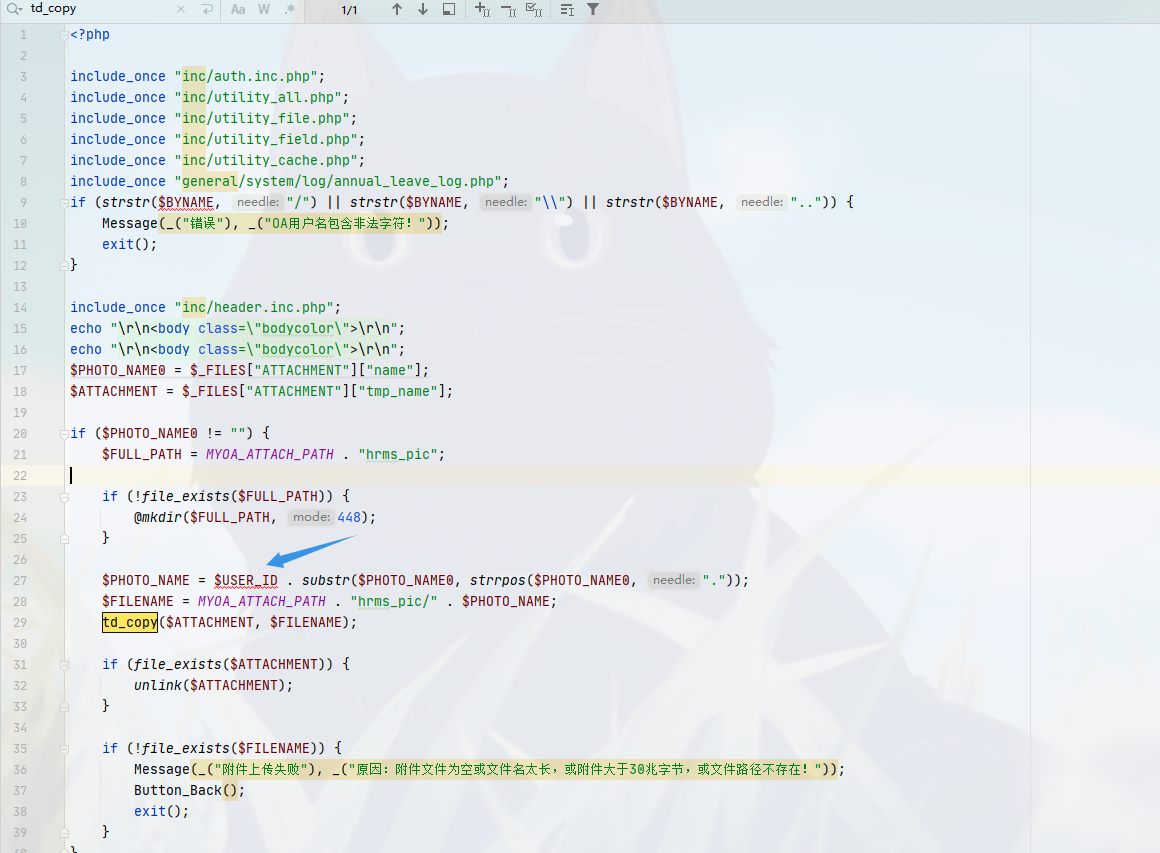 td_copy Aa W .* 1/1
1 <?php
2
3 include_once "inc/auth.inc.php";
4 include_once "inc/utility_all.php";
5 include_once "inc/utility_file.php";
6 include_once "inc/utility_field.php";
7 include_once "inc/utility_cache.php";
8 include_once "general/system/log/annual_leave_log.php";
9 if (strstr($BYNAME, needle: "/") || strstr($BYNAME, needle: "\\") || strstr($BYNAME, needle: "..")) {
10 Message(_("错误"), _("OA用户名包含非法字符！"));
11 exit();
12 }
13
14 include_once "inc/header.inc.php";
15 echo "\r\n<body class=\"bodycolor\">\r\n";
16 echo "\r\n<body class=\"bodycolor\">\r\n";
17 $PHOTO_NAME0 = $_FILES["ATTACHMENT"]["name"];
18 $ATTACHMENT = $_FILES["ATTACHMENT"]["tmp_name"];
19
20 if ($PHOTO_NAME0 != "") {
21 $FULL_PATH = MYOA_ATTACH_PATH . "hrms_pic";
22
23 if (!file_exists($FULL_PATH)) {
24 @mkdir($FULL_PATH, mode: 448);
25 }
26
27 $PHOTO_NAME = $USER_ID . substr($PHOTO_NAME0, strrpos($PHOTO_NAME0, needle: "."));
28 $FILENAME = MYOA_ATTACH_PATH . "hrms_pic/" . $PHOTO_NAME;
29 td_copy($ATTACHMENT, $FILENAME);
30
31 if (file_exists($ATTACHMENT)) {
32 unlink($ATTACHMENT);
33 }
34
35 if (!file_exists($FILENAME)) {
36 Message(_("附件上传失败"), _("原因：附件文件为空或文件名太长，或附件大于30兆字节，或文件路径不存在！"));
37 Button_Back();
38 exit();
39 }
40 }